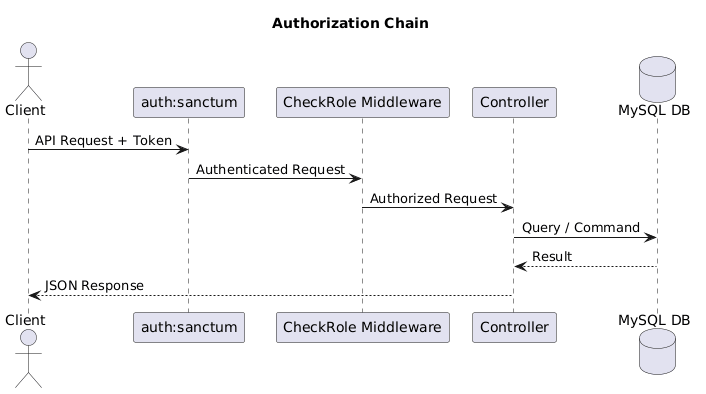 Authorization Chain
Client
auth:sanctum
CheckRole Middleware
Controller
MySQL DB
API Request + Token
Authenticated Request
Authorized Request
Query / Command
Result
JSON Response
Client
auth:sanctum
CheckRole Middleware
Controller
MySQL DB